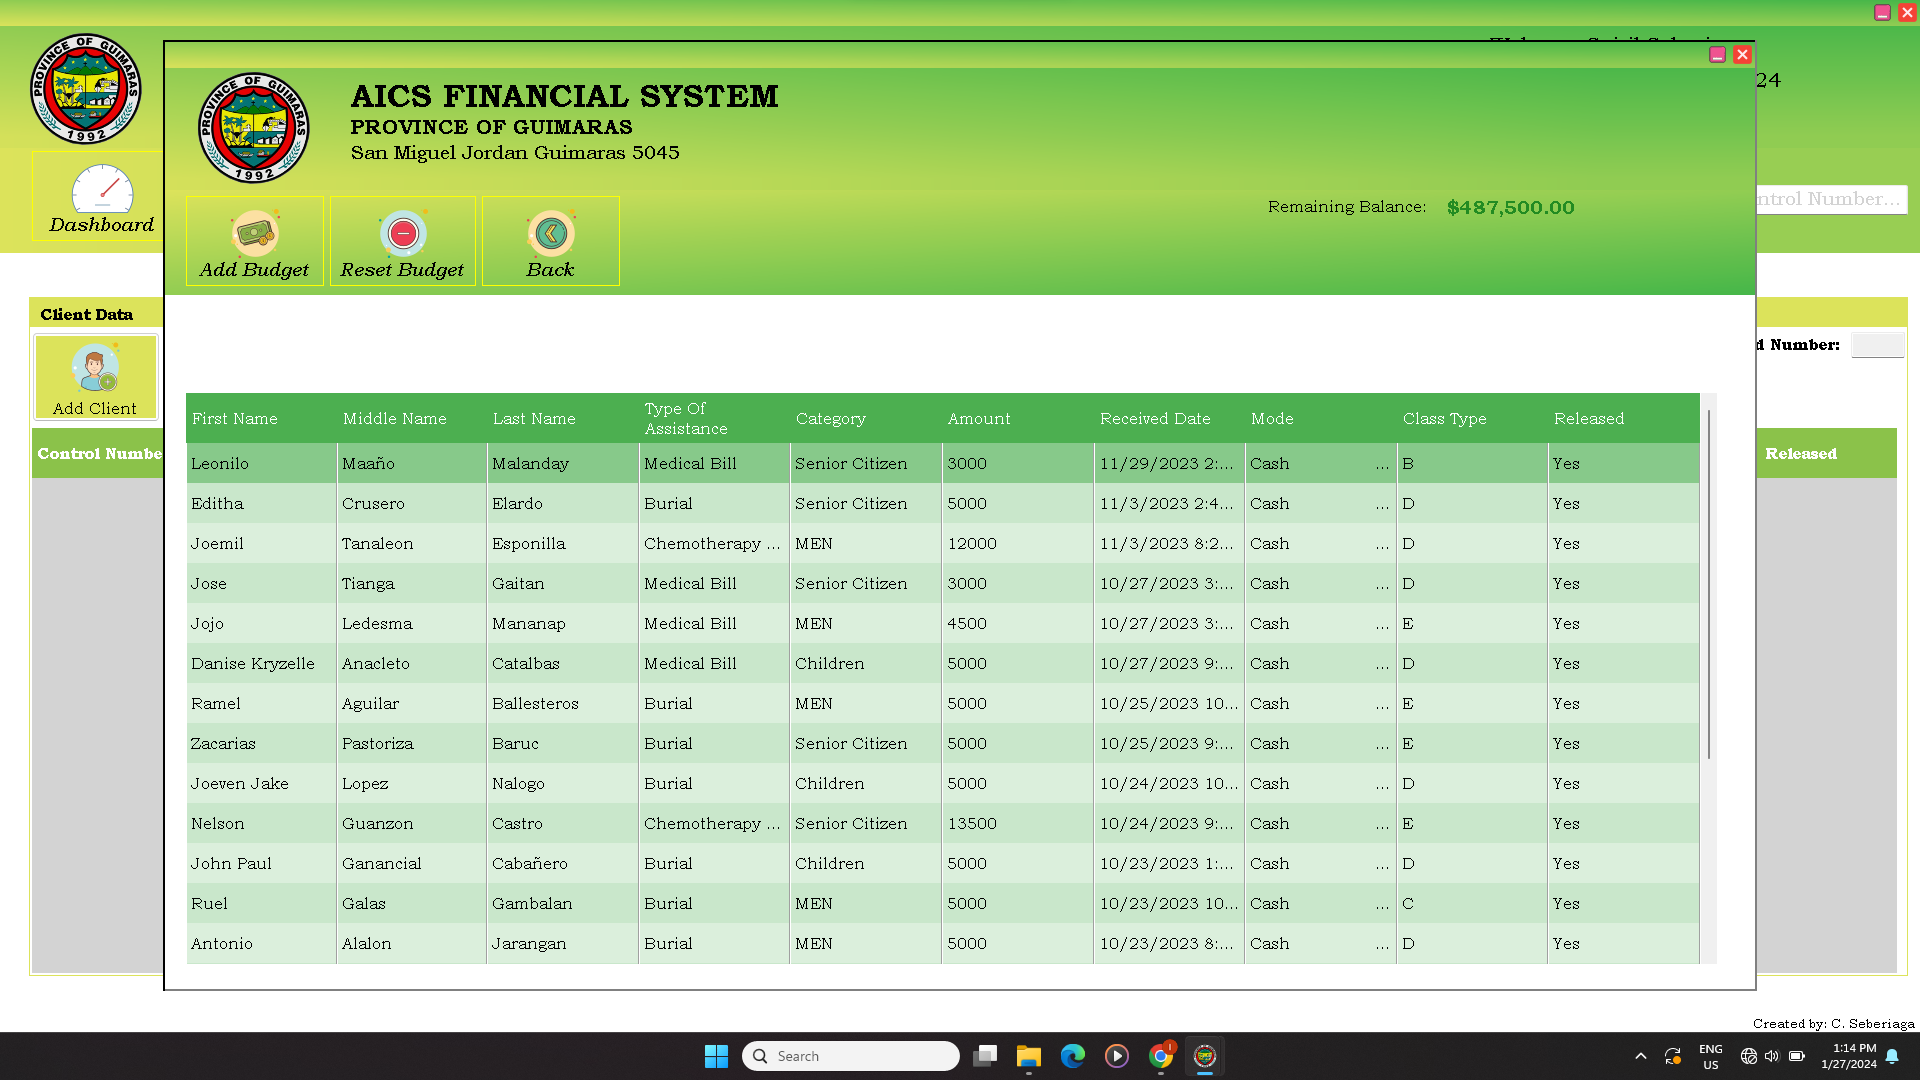 PROVINCE OF GUIMARAS
1992
24
Dashboard
ntrol Number...
Client Data
d Number:
Add Client
Control Numbe
Released
PROVINCE OF GUIMARAS
1992
AICS FINANCIAL SYSTEM
PROVINCE OF GUIMARAS
San Miguel Jordan Guimaras 5045
Add Budget Reset Budget Back
Remaining Balance: $487,500.00
First Name Middle Name Last Name Type Of Assistance Category Amount Received Date Mode Class Type Released
Leonilo Maaño Malanday Medical Bill Senior Citizen 3000 11/29/2023 2:... Cash ... B Yes
Editha Crusero Elardo Burial Senior Citizen 5000 11/3/2023 2:4... Cash ... D Yes
Joemil Tanaleon Esponilla Chemotherapy ... MEN 12000 11/3/2023 8:2... Cash ... D Yes
Jose Tianga Gaitan Medical Bill Senior Citizen 3000 10/27/2023 3:... Cash ... D Yes
Jojo Ledesma Mananap Medical Bill MEN 4500 10/27/2023 3:... Cash ... E Yes
Danise Kryzelle Anacleto Catalbas Medical Bill Children 5000 10/27/2023 9:... Cash ... D Yes
Ramel Aguilar Ballesteros Burial MEN 5000 10/25/2023 10... Cash ... E Yes
Zacarias Pastoriza Baruc Burial Senior Citizen 5000 10/25/2023 9:... Cash ... E Yes
Joeven Jake Lopez Nalogo Burial Children 5000 10/24/2023 10... Cash ... D Yes
Nelson Guanzon Castro Chemotherapy ... Senior Citizen 13500 10/24/2023 9:... Cash ... E Yes
John Paul Ganancial Cabañero Burial Children 5000 10/23/2023 1:... Cash ... D Yes
Ruel Galas Gambalan Burial MEN 5000 10/23/2023 10... Cash ... C Yes
Antonio Alalon Jarangan Burial MEN 5000 10/23/2023 8:... Cash ... D Yes
Created by: C. Seberiaga
Search
ENG
US
1:14 PM
1/27/2024